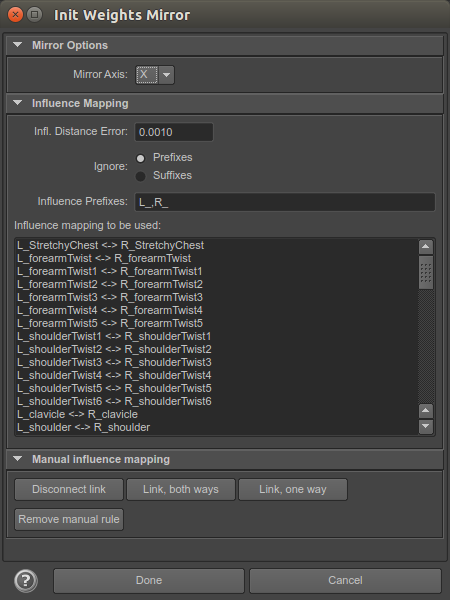 Init Weights Mirror
Mirror Options
Mirror Axis: X
Influence Mapping
Infl. Distance Error: 0.0010
Ignore: Prefixes
Suffixes
Influence Prefixes: L_,R_
Influence mapping to be used:
L_StretchyChest <-> R_StretchyChest
L_forearmTwist <-> R_forearmTwist
L_forearmTwist1 <-> R_forearmTwist1
L_forearmTwist2 <-> R_forearmTwist2
L_forearmTwist3 <-> R_forearmTwist3
L_forearmTwist4 <-> R_forearmTwist4
L_forearmTwist5 <-> R_forearmTwist5
L_shoulderTwist1 <-> R_shoulderTwist1
L_shoulderTwist2 <-> R_shoulderTwist2
L_shoulderTwist3 <-> R_shoulderTwist3
L_shoulderTwist4 <-> R_shoulderTwist4
L_shoulderTwist5 <-> R_shoulderTwist5
L_shoulderTwist6 <-> R_shoulderTwist6
L_clavicle <-> R_clavicle
L_shoulder <-> R_shoulder
Manual influence mapping
Disconnect link Link, both ways Link, one way
Remove manual rule
? Done Cancel